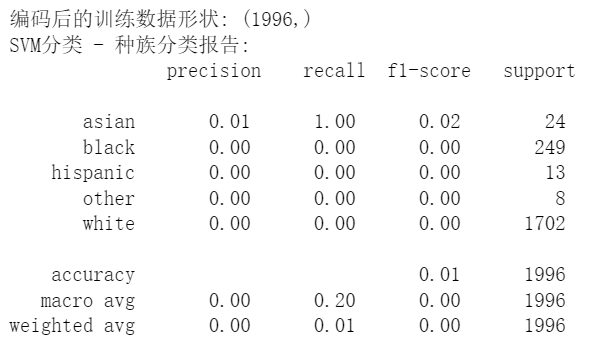 编码后的训练数据形状: (1996,)
SVM分类 - 种族分类报告:
precision recall f1-score support
asian 0.01 1.00 0.02 24
black 0.00 0.00 0.00 249
hispanic 0.00 0.00 0.00 13
other 0.00 0.00 0.00 8
white 0.00 0.00 0.00 1702
accuracy 0.01 1996
macro avg 0.00 0.20 0.00 1996
weighted avg 0.00 0.01 0.00 1996